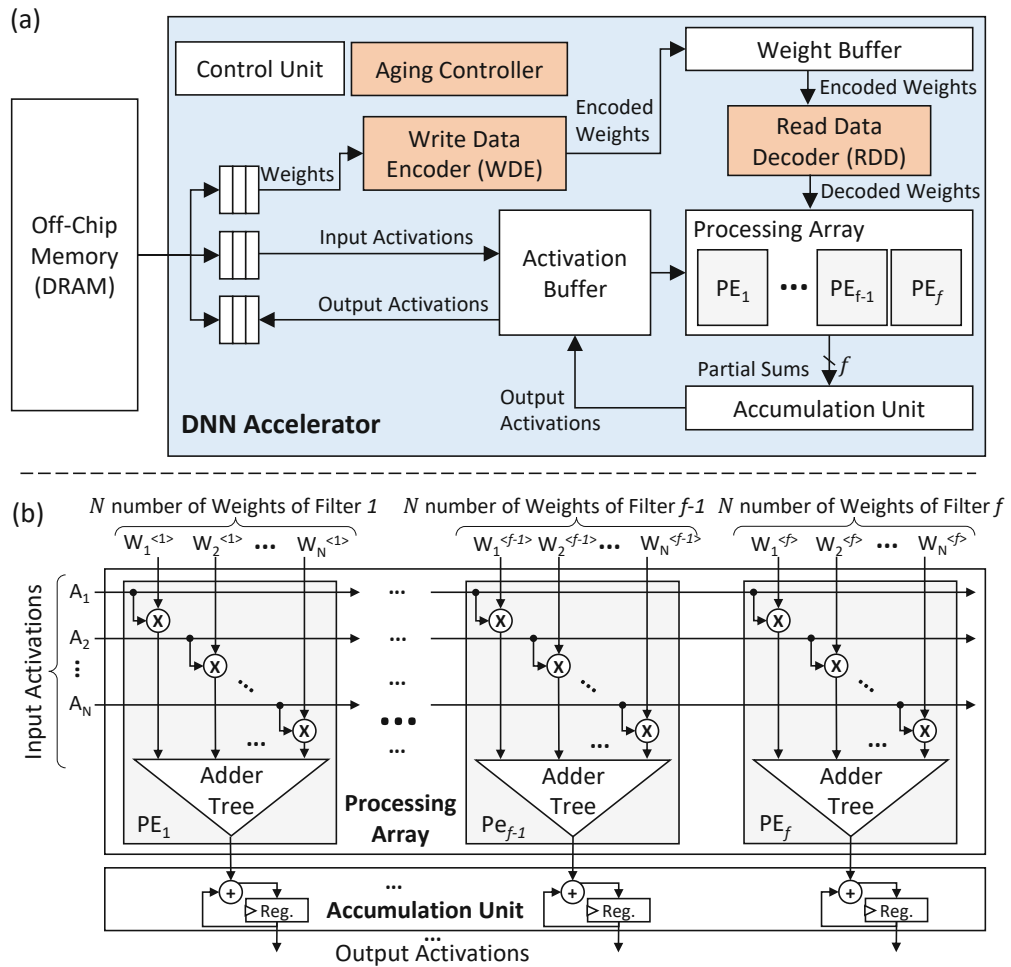 (a)
Control Unit
Aging Controller
Weight Buffer
Encoded Weights
Encoded
Weights
Write Data
Encoder (WDE)
Read Data
Decoder (RDD)
Weights
Decoded Weights
Off-Chip
Memory
(DRAM)
Input Activations
Activation
Buffer
Processing Array
PE1 ••• PEf-1 PEf
Output Activations
Partial Sums f
Output
Activations
Accumulation Unit
DNN Accelerator
(b)
N number of Weights of Filter 1
N number of Weights of Filter f-1
N number of Weights of Filter f
W1<1> W2<1> ... WN<1>
W1<f-1> W2<f-1> ... WN<f-1>
W1<f> W2<f> ... WN<f>
Input Activations
A1
...
X X X
A2
...
X X X
...
...
AN
...
X X X
...
Adder
Tree
Adder
Tree
Adder
Tree
PE1
Processing
Array
Pef-1
PEf
...
+ Reg.
Accumulation Unit
+ Reg.
+ Reg.
...
Output Activations